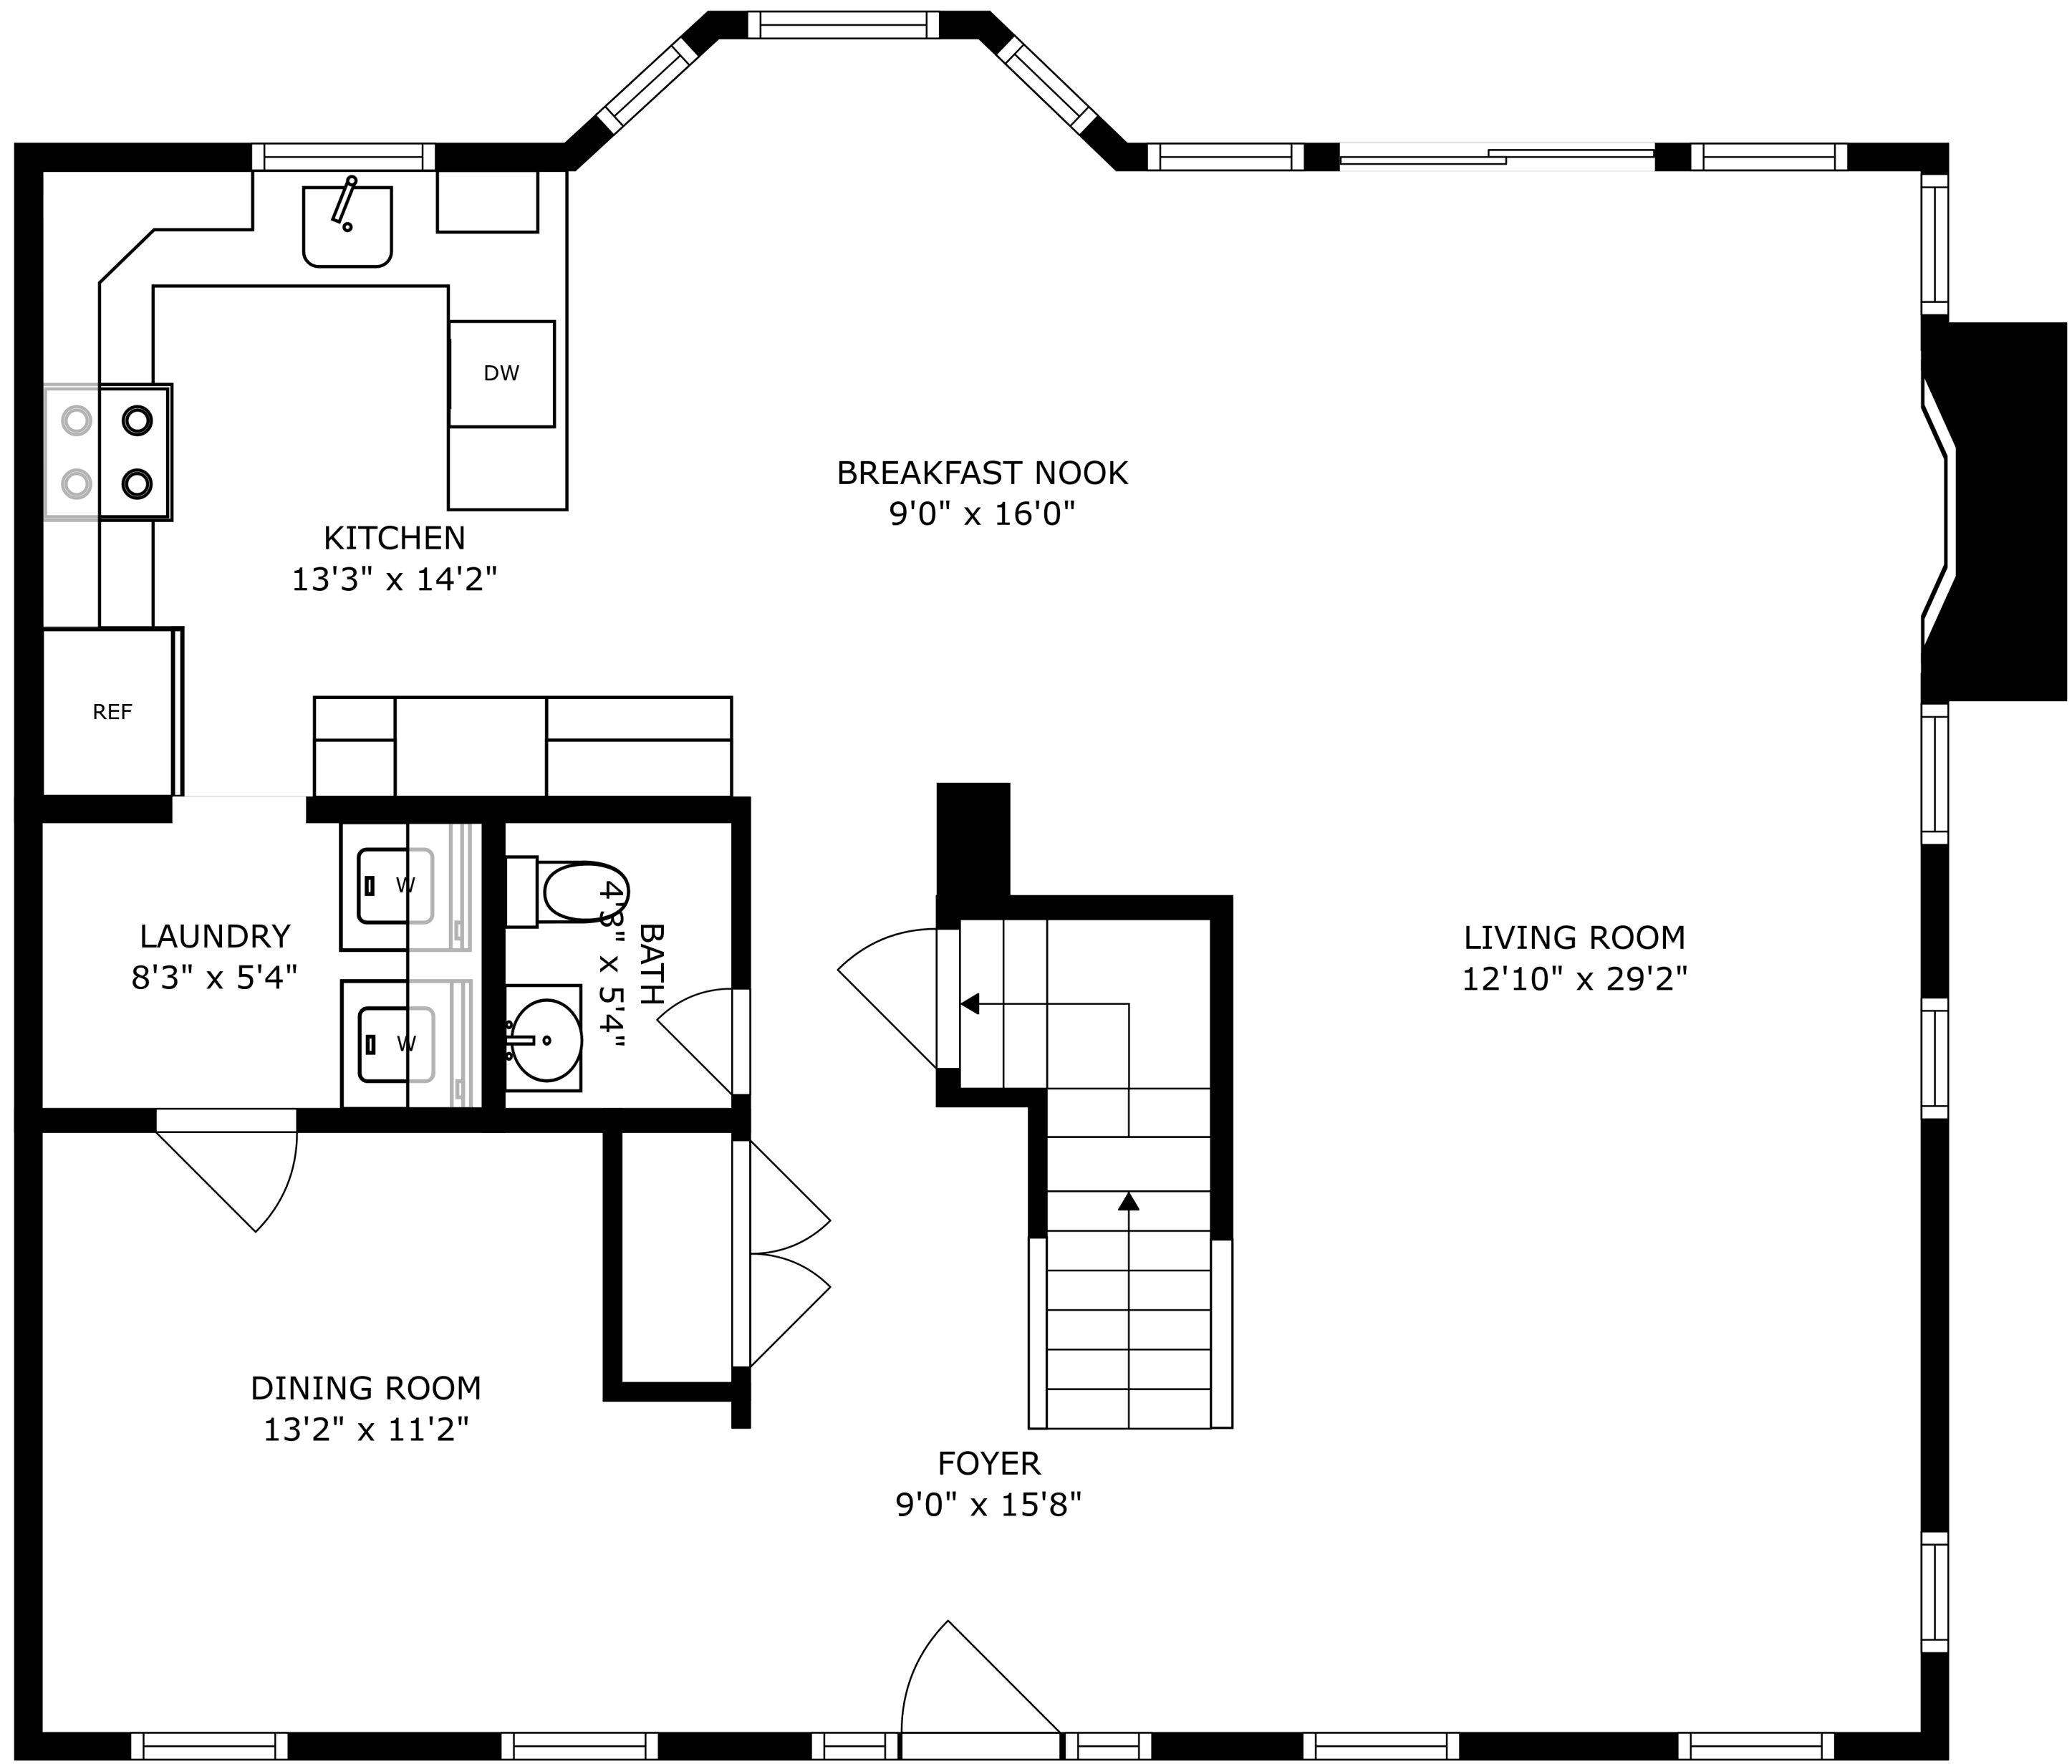 DW
BREAKFAST NOOK
9'0" x 16'0"
KITCHEN
13'3" x 14'2"
REF
W
LAUNDRY
8'3" x 5'4"
W
BATH
4'3" x 5'4"
LIVING ROOM
12'10" x 29'2"
DINING ROOM
13'2" x 11'2"
FOYER
9'0" x 15'8"